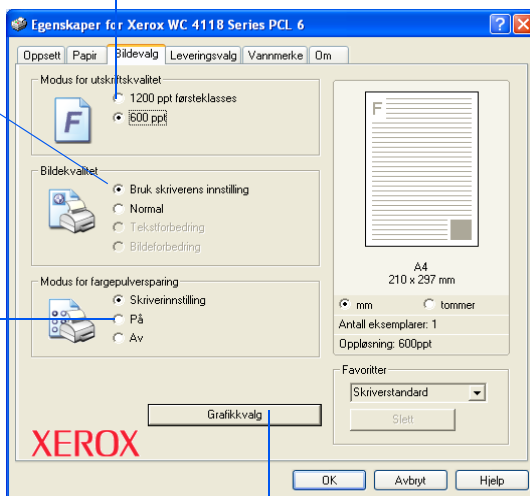 Egenskaper for Xerox WC 4118 Series PCL 6
Oppsett Papir Bildevalg Leveringsvalg Vannmerke Om
Modus for utskriftskvalitet
1200 ppt førsteklasses
600 ppt
Bildekvalitet
Bruk skriverens innstilling
Normal
Tekstforbedring
Bildeforbedring
Modus for fargepulversparing
Skriverinnstilling
På
Av
Grafikkvalg
XEROX
F
F
A4
210 x 297 mm
mm tommer
Antall eksemplarer: 1
Oppløsning: 600ppt
Favoritter
Skriverstandard
Slett
OK Avbryt Hjelp